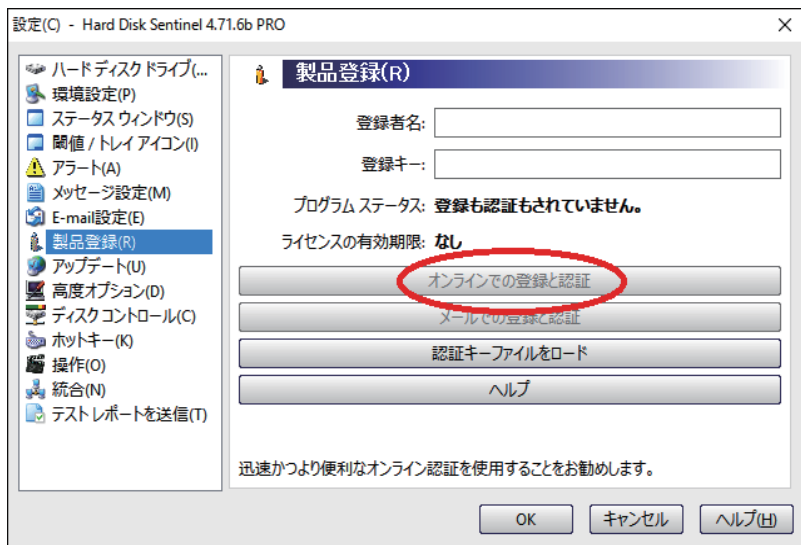 設定(C) - Hard Disk Sentinel 4.71.6b PRO
ハード ディスク ドライブ(...
環境設定(P)
ステータス ウィンドウ(S)
閾値 / トレイ アイコン(I)
アラート(A)
メッセージ設定(M)
E-mail設定(E)
製品登録(R)
アップデート(U)
高度オプション(D)
ディスク コントロール(C)
ホットキー(K)
操作(O)
統合(N)
テスト レポートを送信(T)
製品登録(R)
登録者名:
登録キー:
プログラム ステータス: 登録も認証もされていません。
ライセンスの有効期限: なし
オンラインでの登録と認証
メールでの登録と認証
認証キーファイルをロード
ヘルプ
迅速かつより便利なオンライン認証を使用することをお勧めします。
OK
キャンセル
ヘルプ(H)